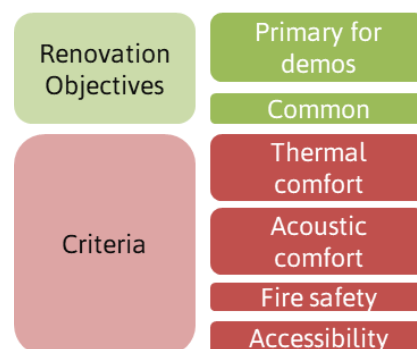 Renovation
Objectives
Primary for
demos
Common
Criteria
Thermal
comfort
Acoustic
comfort
Fire safety
Accessibility